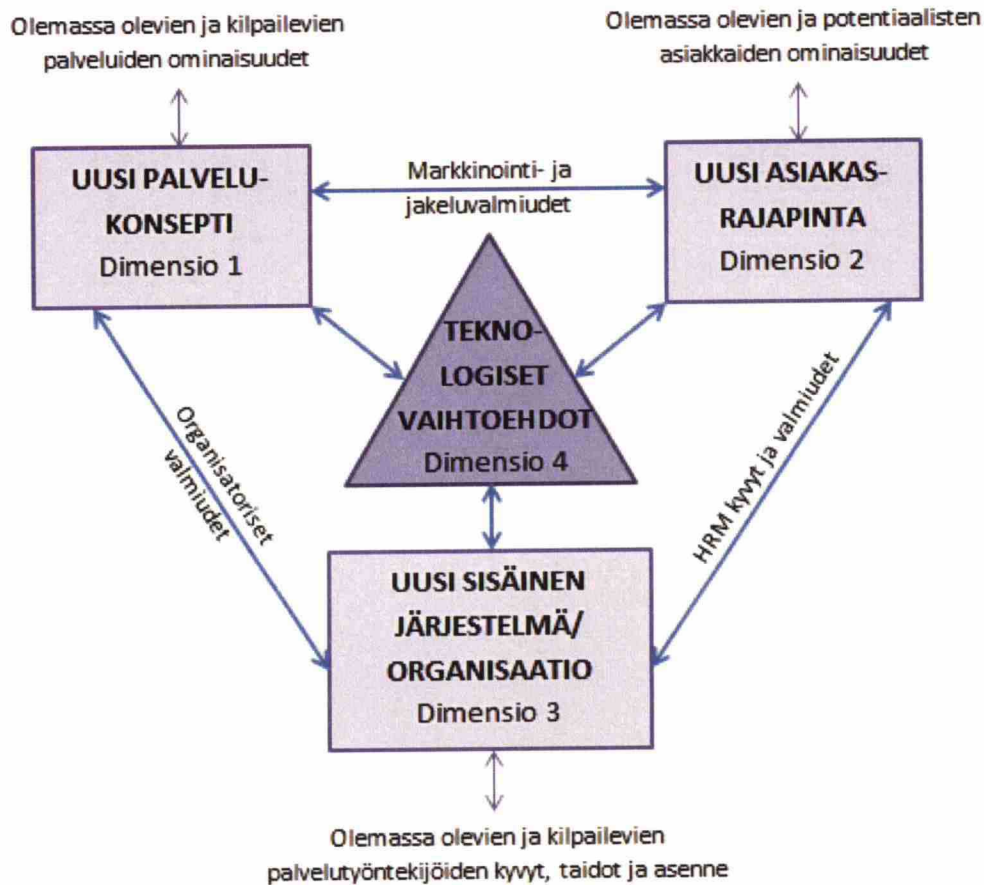 Olemassa olevien ja kilpailevien
palveluiden ominaisuudet
Olemassa olevien ja potentiaalisten
asiakkaiden ominaisuudet
UUSI PALVELU-
KONSEPTI
Dimensio 1
Markkinointi- ja
jakeluvalmiudet
UUSI ASIAKAS-
RAJAPINTA
Dimensio 2
TEKNO-
LOGISET
VAIHTOEHDOT
Dimensio 4
Organisatoriset
valmiudet
HRM kyvyt ja valmiudet
UUSI SISÄINEN
JÄRJESTELMÄ/
ORGANISAATIO
Dimensio 3
Olemassa olevien ja kilpailevien
palvelutyöntekijöiden kyvyt, taidot ja asenne